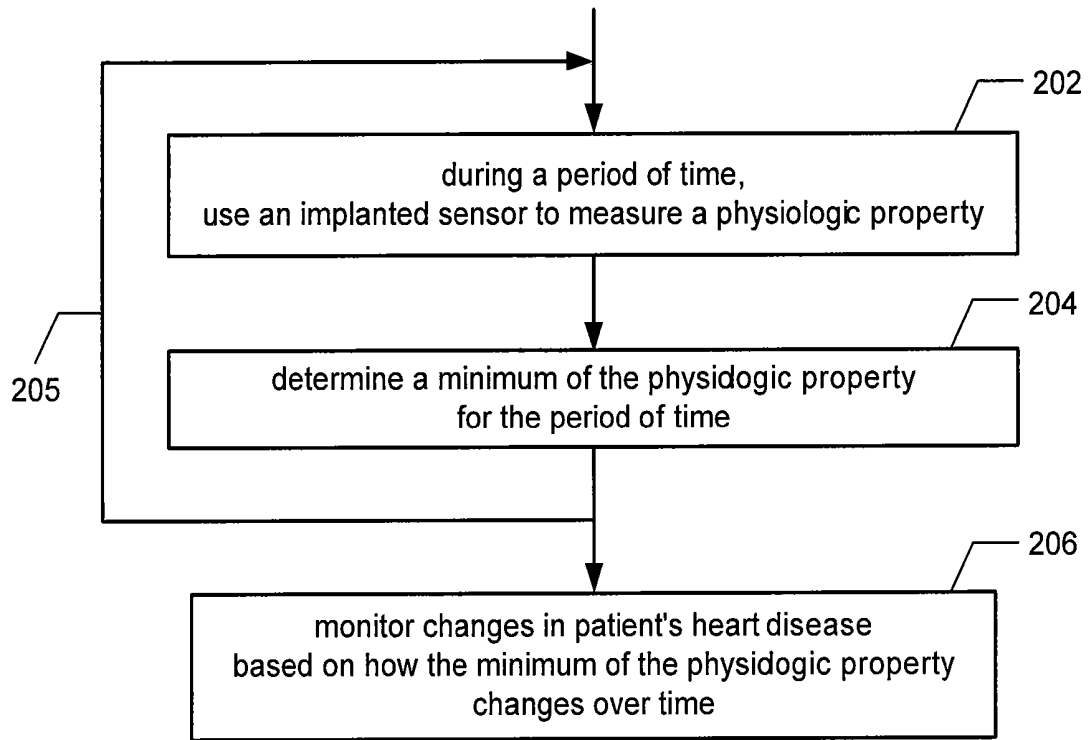 202
during a period of time,
use an implanted sensor to measure a physiologic property
204
determine a minimum of the physidogic property
for the period of time
205
206
monitor changes in patient's heart disease
based on how the minimum of the physidogic property
changes over time